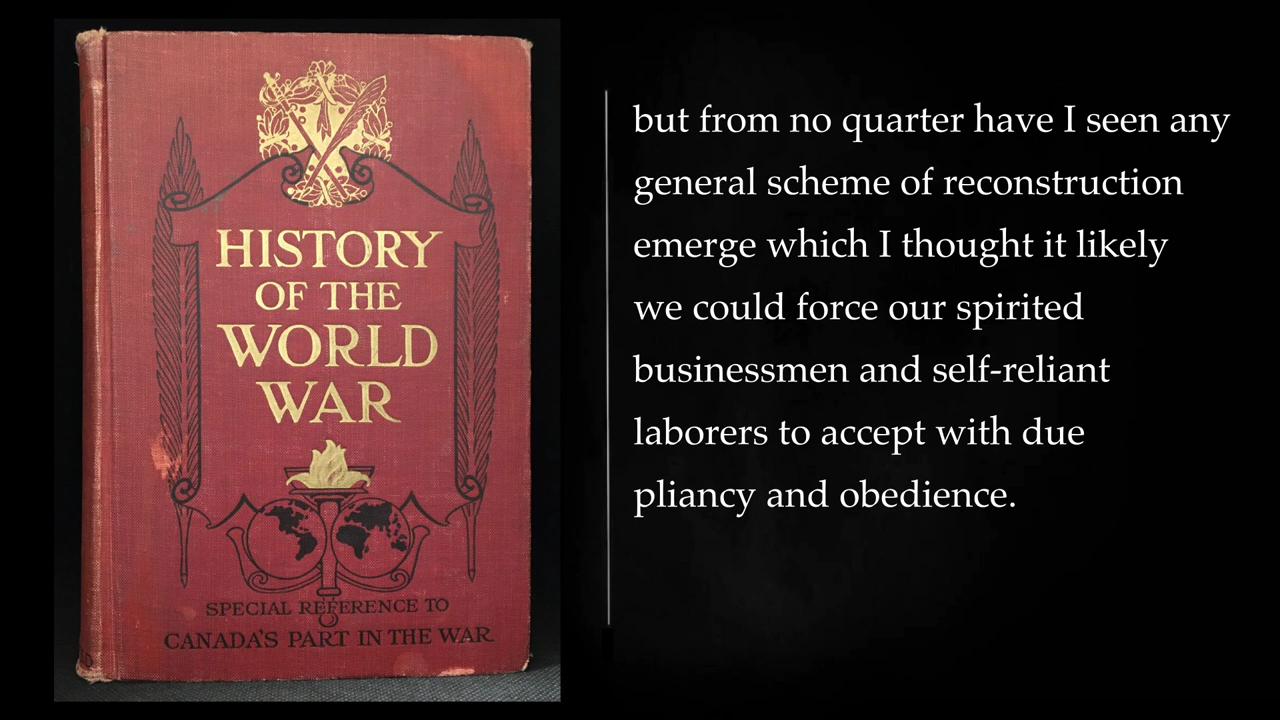 HISTORY
OF THE
WORLD
WAR
SPECIAL REFERENCE TO
CANADA'S PART IN THE WAR
but from no quarter have I seen any
general scheme of reconstruction
emerge which I thought it likely
we could force our spirited
businessmen and self-reliant
laborers to accept with due
pliancy and obedience.